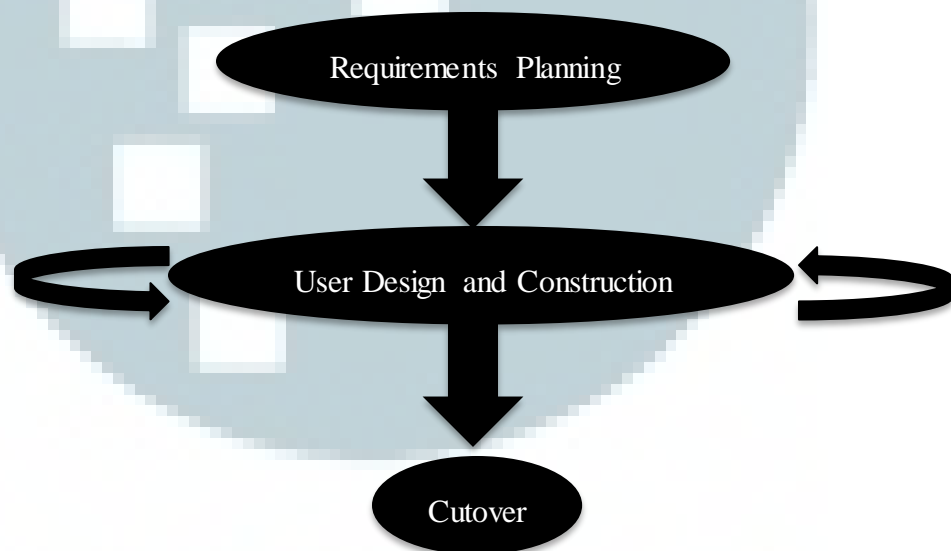 Requirements Planning
User Design and Construction
Cutover